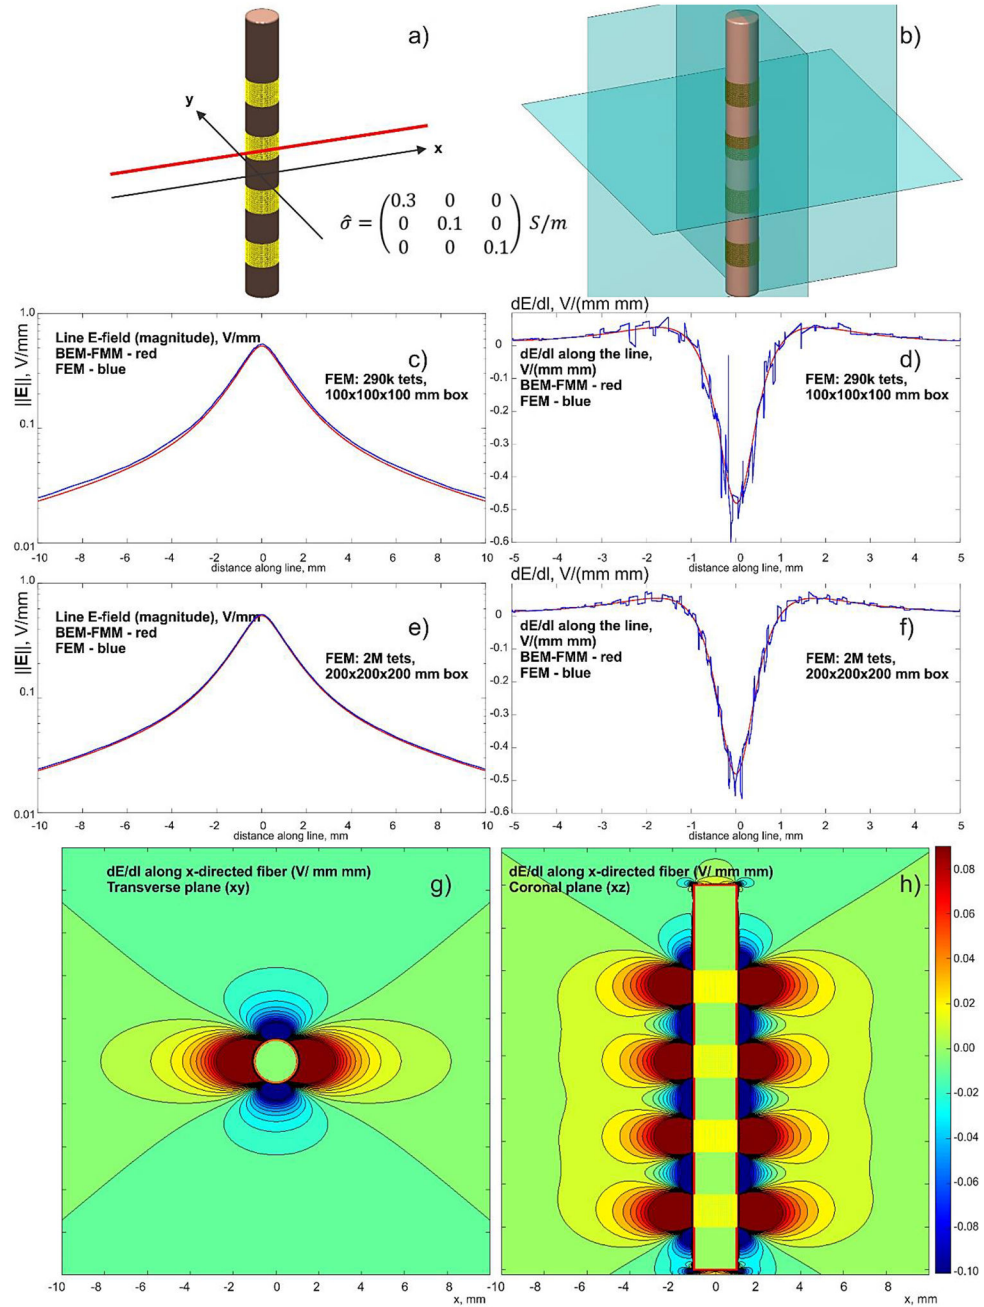 a)
y
x
σ̂ = (0.3 0 0
0 0.1 0
0 0 0.1) S/m
b)
1.0
||E||, V/mm
0.1
0.01
Line E-field (magnitude), V/mm
BEM-FMM - red
FEM - blue
c)
FEM: 290k tets,
100x100x100 mm box
-10 -8 -6 -4 -2 0 2 4 6 8 10
distance along line, mm
dE/dl, V/(mm mm)
0
-0.1
-0.2
-0.3
-0.4
-0.5
-0.6
dE/dl along the line,
V/(mm mm)
BEM-FMM - red
FEM - blue
d)
FEM: 290k tets,
100x100x100 mm box
-5 -4 -3 -2 -1 0 1 2 3 4 5
distance along line, mm
1.0
||E||, V/mm
0.1
0.01
Line E-field (magnitude), V/mm
BEM-FMM - red
FEM - blue
e)
FEM: 2M tets,
200x200x200 mm box
-10 -8 -6 -4 -2 0 2 4 6 8 10
distance along line, mm
dE/dl, V/(mm mm)
0
-0.1
-0.2
-0.3
-0.4
-0.5
-0.6
dE/dl along the line,
V/(mm mm)
BEM-FMM - red
FEM - blue
f)
FEM: 2M tets,
200x200x200 mm box
-5 -4 -3 -2 -1 0 1 2 3 4 5
distance along line, mm
dE/dl along x-directed fiber (V/ mm mm)
Transverse plane (xy)
g)
-10 -8 -6 -4 -2 0 2 4 6 8
x, mm
dE/dl along x-directed fiber (V/ mm mm)
Coronal plane (xz)
h)
-10 -8 -6 -4 -2 0 2 4 6 8
x, mm
0.08
0.06
0.04
0.02
0.00
-0.02
-0.04
-0.06
-0.08
-0.10